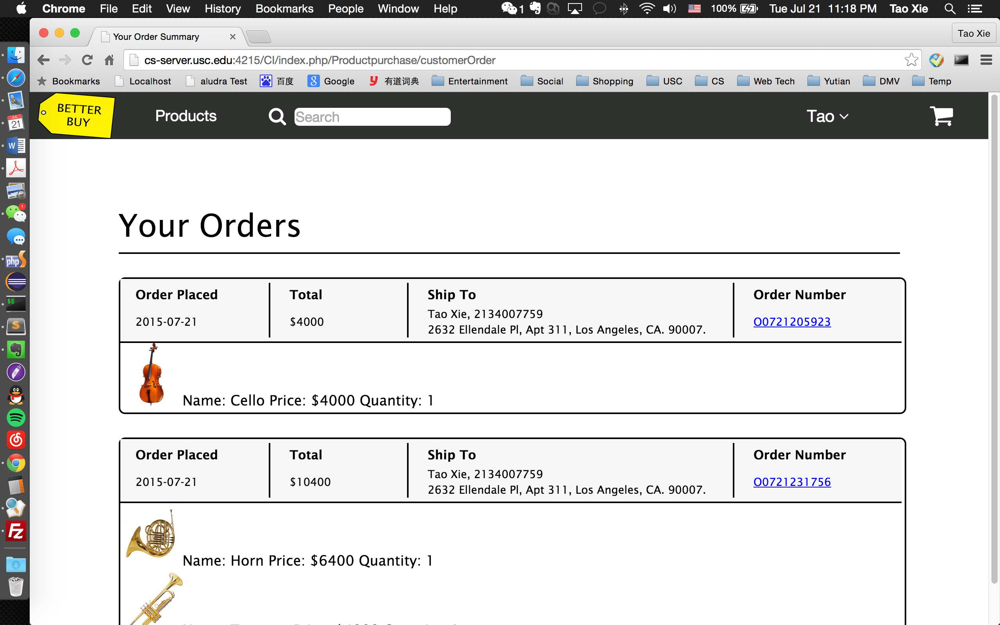 Chrome File Edit View History Bookmarks People Window Help 1 100% Tue Jul 21 11:18 PM Tao Xie
Your Order Summary
Tao Xie
cs-server.usc.edu:4215/CI/index.php/Productpurchase/customerOrder
Bookmarks Localhost aludra Test 百度 Google 有道词典 Entertainment Social Shopping USC CS Web Tech Yutian DMV Temp
BETTER
BUY
Products Search Tao
Your Orders
Order Placed Total Ship To Order Number
Tao Xie, 2134007759
2015-07-21 $4000 O0721205923
2632 Ellendale Pl, Apt 311, Los Angeles, CA. 90007.
Name: Cello Price: $4000 Quantity: 1
Order Placed Total Ship To Order Number
Tao Xie, 2134007759
2015-07-21 $10400 O0721231756
2632 Ellendale Pl, Apt 311, Los Angeles, CA. 90007.
Name: Horn Price: $6400 Quantity: 1